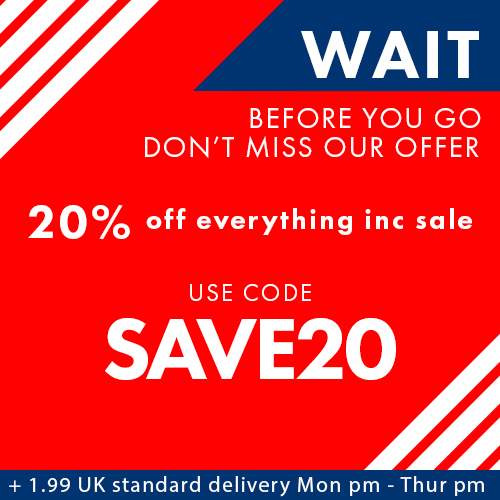 WAIT
BEFORE YOU GO
DON'T MISS OUR OFFER
20% off everything inc sale
USE CODE
SAVE20
+ 1.99 UK standard delivery Mon pm - Thur pm